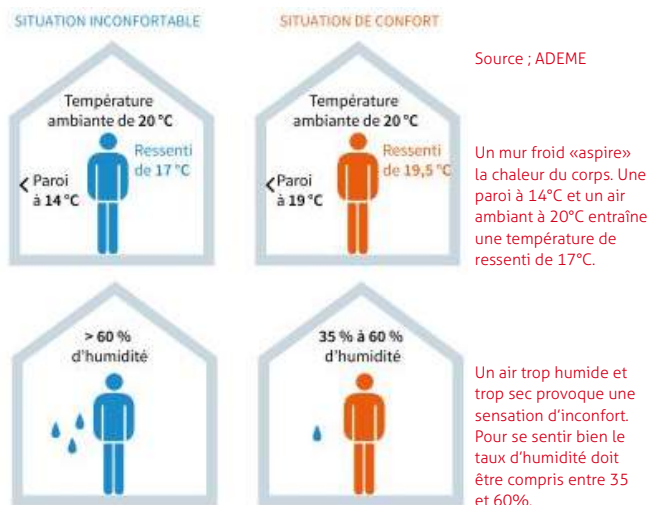 SITUATION INCONFORTABLE
SITUATION DE CONFORT
Source ; ADEME
Température
ambiante de 20 °C
Ressenti
de 17 °C
Paroi
à 14 °C
Température
ambiante de 20 °C
Ressenti
de 19,5 °C
Paroi
à 19 °C
Un mur froid «aspire»
la chaleur du corps. Une
paroi à 14°C et un air
ambiant à 20°C entraîne
une température de
ressenti de 17°C.
> 60 %
d'humidité
35 % à 60 %
d'humidité
Un air trop humide et
trop sec provoque une
sensation d'inconfort.
Pour se sentir bien le
taux d'humidité doit
être compris entre 35
et 60%.